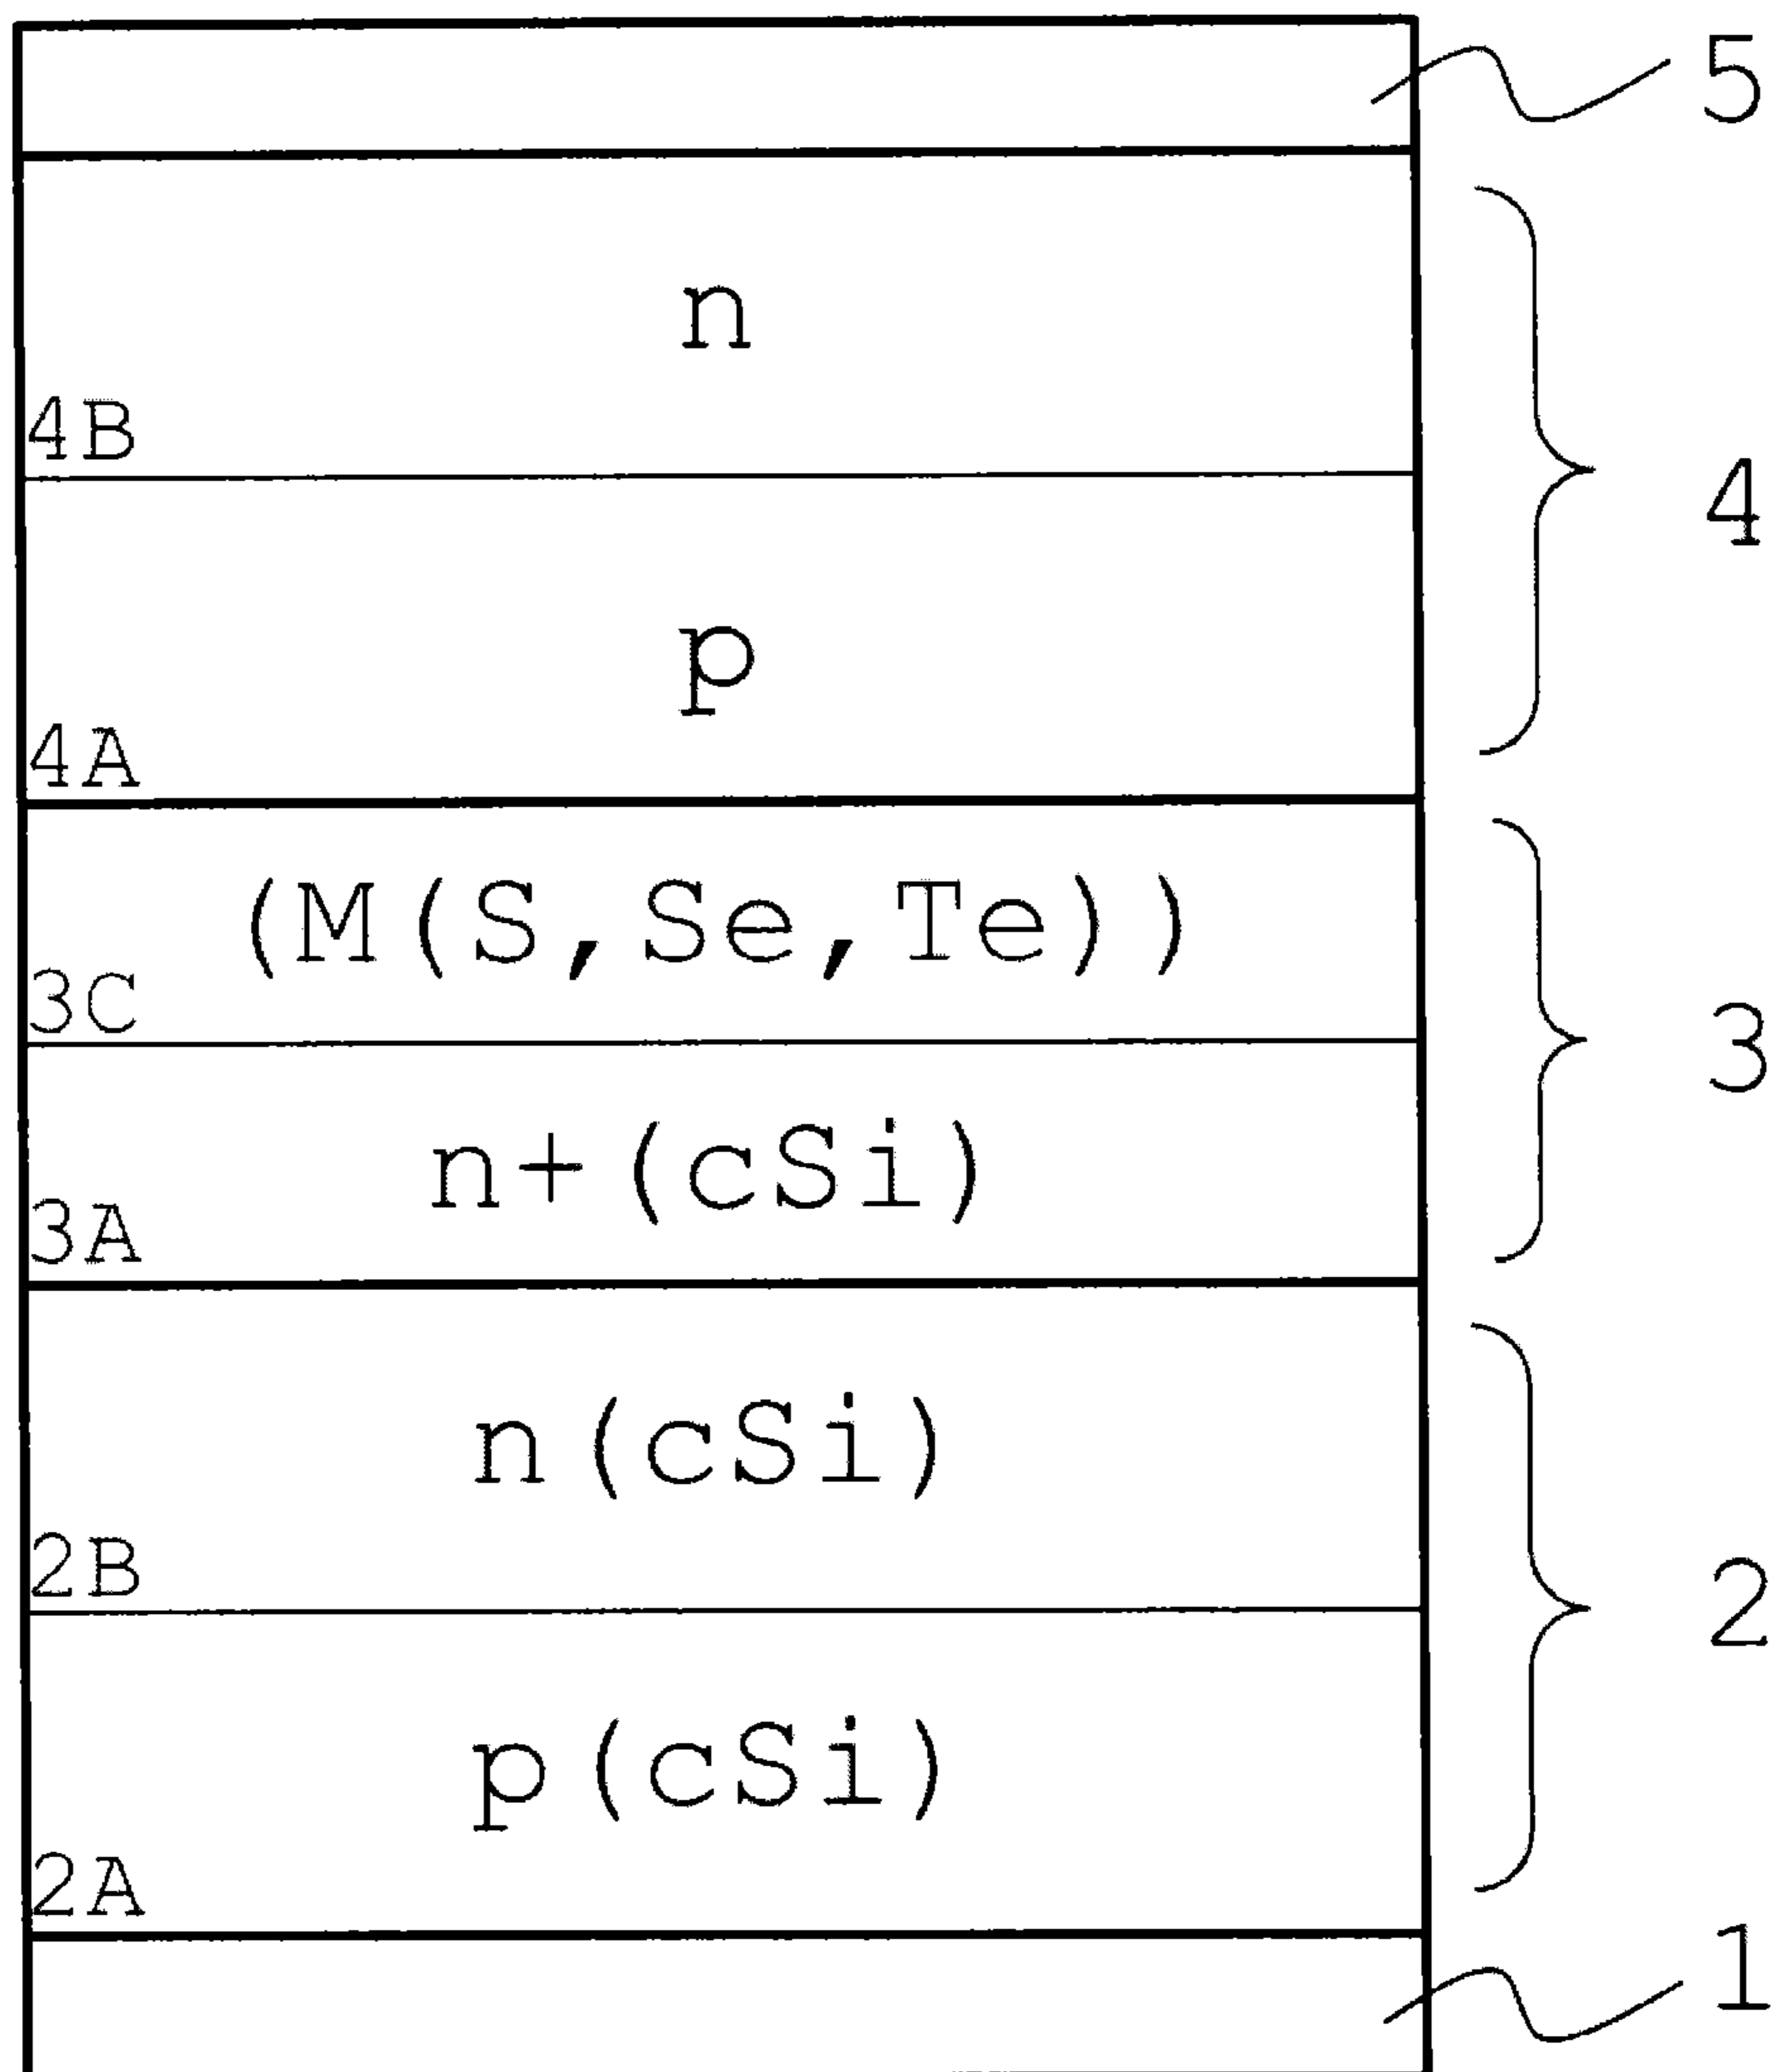 5
n
4B
4
p
4A
(M(S,Se,Te))
3C
3
n+(cSi)
3A
n(cSi)
2B
2
p(cSi)
2A
1